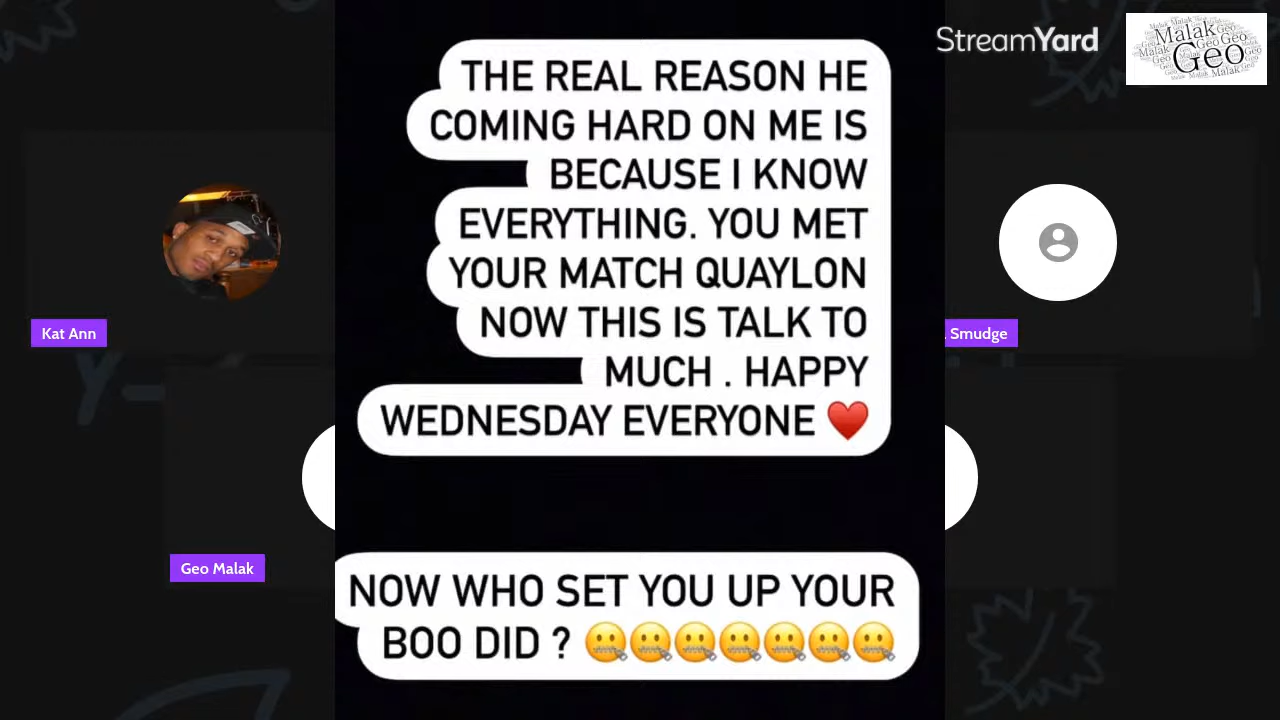 StreamYard
Malak
Geo
THE REAL REASON HE
COMING HARD ON ME IS
BECAUSE I KNOW
EVERYTHING. YOU MET
YOUR MATCH QUAYLON
NOW THIS IS TALK TO
MUCH . HAPPY
WEDNESDAY EVERYONE ❤️
Kat Ann
Smudge
Geo Malak
NOW WHO SET YOU UP YOUR
BOO DID ? 🤐🤐🤐🤐🤐🤐🤐